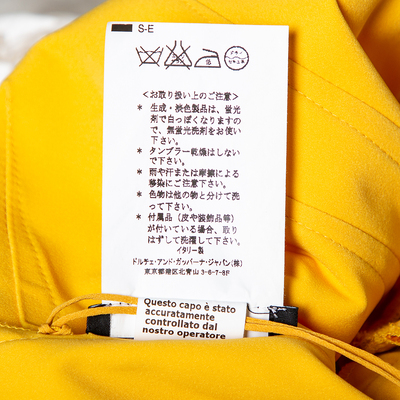 S-E
<お取り扱い上のご注意>
* 生成・淡色製品は、蛍光
剤で白っぽくなりますの
で、無蛍光洗剤をお使い
下さい。
* タンブラー乾燥はしない
で下さい。
* 雨や汗または摩擦による
移染にご注意下さい。
* 色物は他の物と分けて洗
って下さい。
* 付属品(皮や装飾品等)
が付いている場合、取り
はずして洗濯して下さい。
イタリー製
ドルチェ・アンド・ガッバーナ・ジャパン(株)
東京都港区北青山 3-6-7-8F
Questo capo è stato
accuratamente
controllato dal
nostro operatore